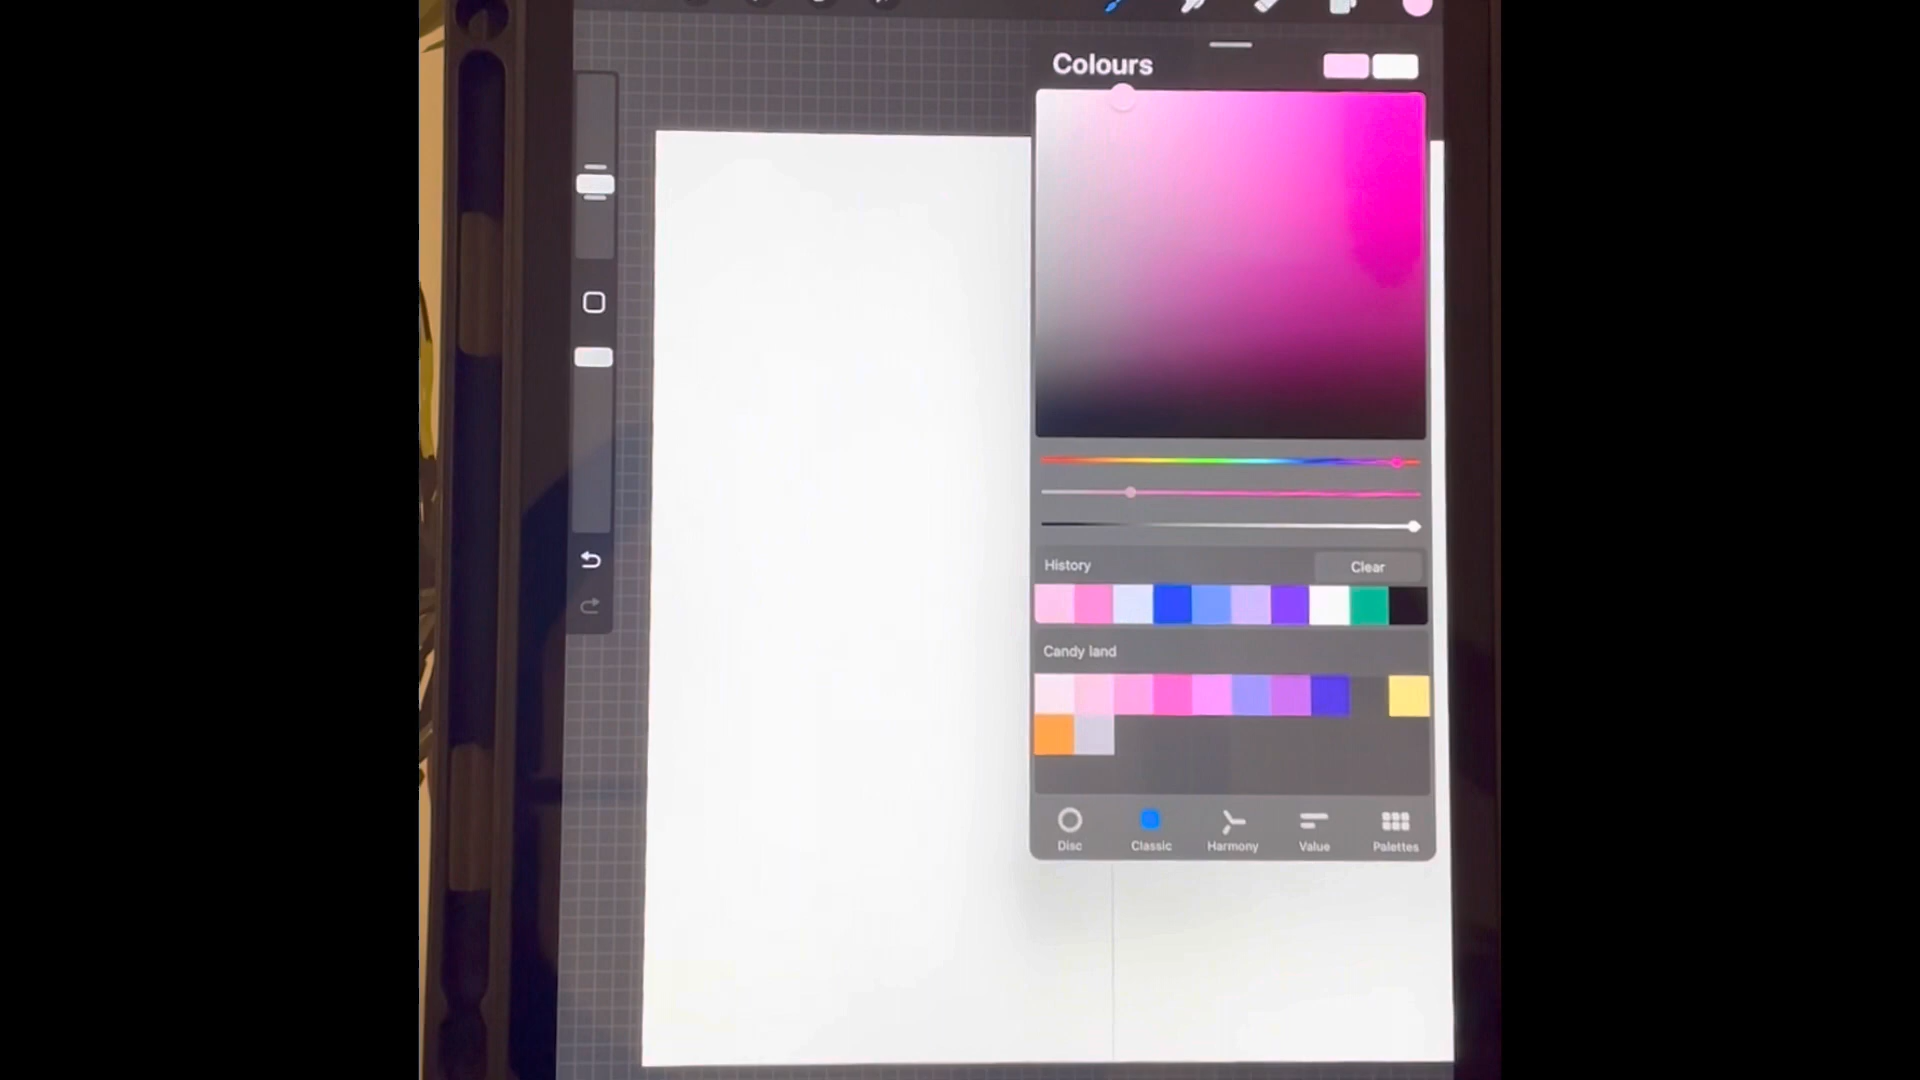 Colours
History
Clear
Candy land
Disc
Classic
Harmony
Value
Palettes